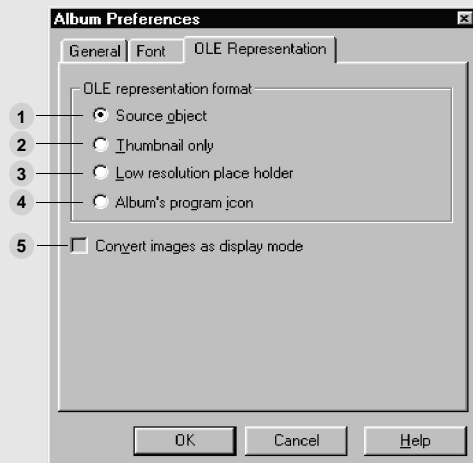 Album Preferences
General Font OLE Representation
OLE representation format
1 Source object
2 Thumbnail only
3 Low resolution place holder
4 Album's program icon
5 Convert images as display mode
OK Cancel Help